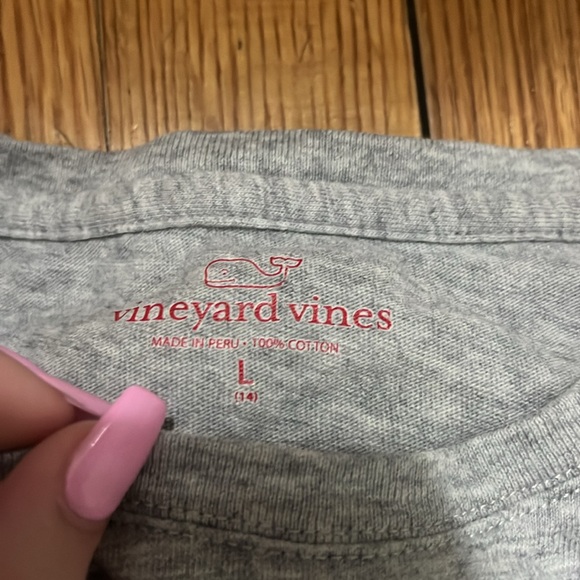 vineyard vines
MADE IN PERU • 100% COTTON
L
(14)